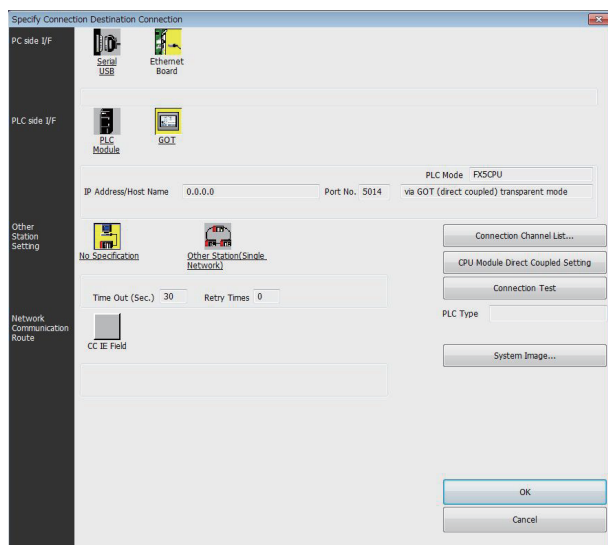 Specify Connection Destination Connection
PC side I/F
Serial
USB
Ethernet
Board
PLC side I/F
PLC
Module
GOT
PLC Mode FX5CPU
IP Address/Host Name 0.0.0.0 Port No. 5014 via GOT (direct coupled) transparent mode
Other
Station
Setting
No Specification
Other Station(Single
Network)
Connection Channel List...
CPU Module Direct Coupled Setting
Time Out (Sec.) 30 Retry Times 0
Connection Test
Network
Communication
Route
PLC Type
CC IE Field
System Image...
OK
Cancel